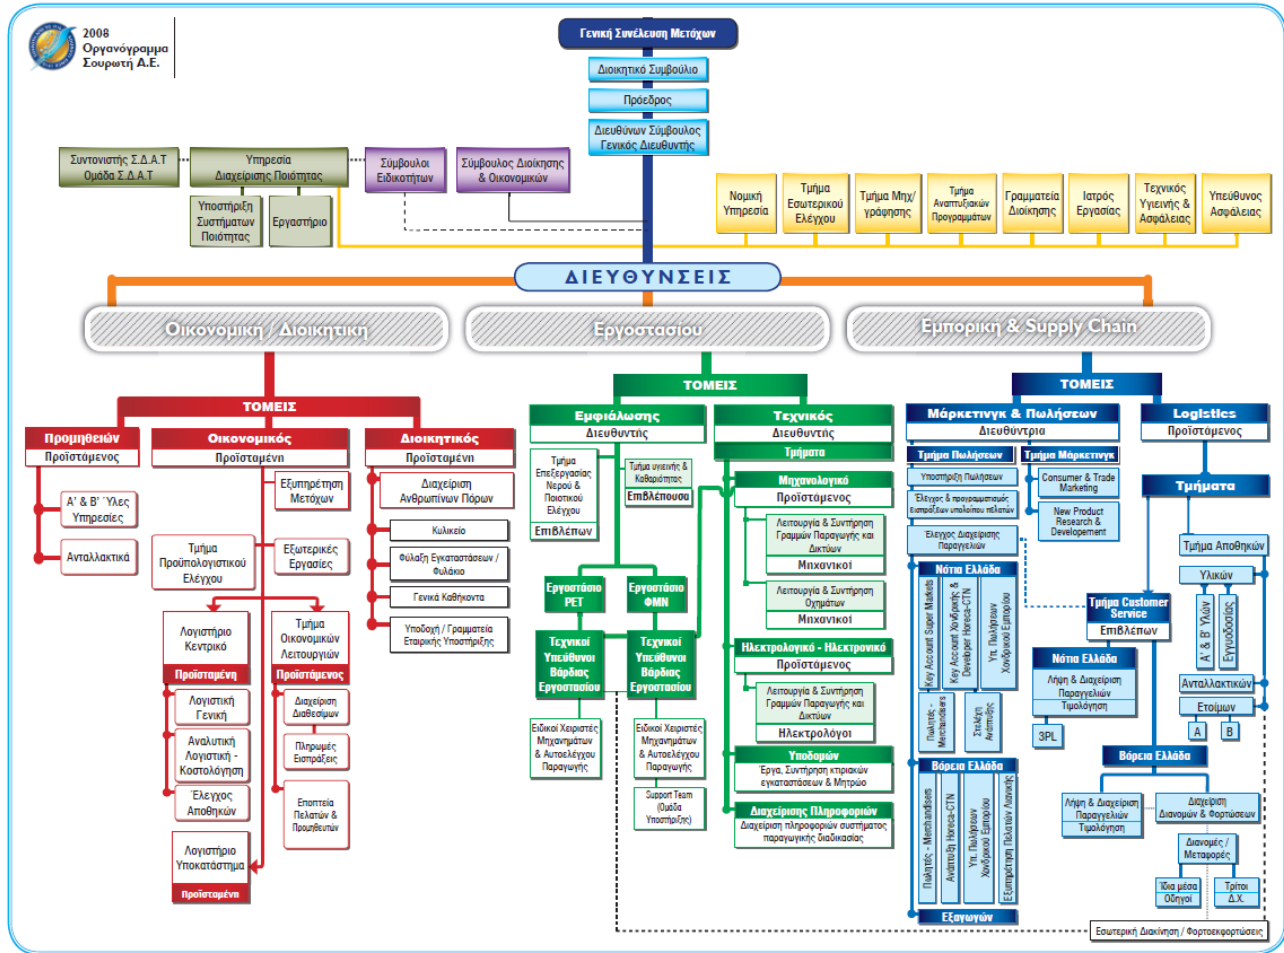 2008
Οργανόγραμμα
Σουρωτή Α.Ε.
Γενική Συνέλευση Μετόχων
Διοικητικό Συμβούλιο
Πρόεδρος
Διευθύνων Σύμβουλος
Γενικός Διευθυντής
Συντονιστής Σ.Δ.Α.Τ
Ομάδα Σ.Δ.Α.Τ
Υπηρεσία
Διαχείρισης Ποιότητας
Σύμβουλοι
Ειδικοτήτων
Σύμβουλος Διοίκησης
& Οικονομικών
Υποστήριξη
Συστημάτων
Ποιότητας
Εργαστήριο
Νομική
Υπηρεσία
Τμήμα
Εσωτερικού
Ελέγχου
Τμήμα Μηχ/
γράφησης
Τμήμα
Αναπτυξιακών
Προγραμμάτων
Γραμματεία
Διοίκησης
Ιατρός
Εργασίας
Τεχνικός
Υγιεινής &
Ασφάλειας
Υπεύθυνος
Ασφάλειας
ΔΙΕΥΘΥΝΣΕΙΣ
Οικονομική / Διοικητική
Εργοστασίου
Εμπορική & Supply Chain
ΤΟΜΕΙΣ
Προμηθειών
Προϊστάμενος
Α' & Β' Ύλες
Υπηρεσίες
Ανταλλακτικά
Οικονομικός
Προϊσταμένη
Εξυπηρέτηση
Μετόχων
Τμήμα
Προϋπολογιστικού
Ελέγχου
Εξωτερικές
Εργασίες
Λογιστήριο
Κεντρικό
Προϊσταμένη
Λογιστική
Γενική
Αναλυτική
Λογιστική -
Κοστολόγηση
Έλεγχος
Αποθηκών
Τμήμα
Οικονομικών
Λειτουργιών
Προϊστάμενος
Διαχείριση
Διαθεσίμων
Πληρωμές
Εισπράξεις
Εποπτεία
Πελατών &
Προμηθευτών
Λογιστήριο
Υποκατάστημα
Προϊσταμένη
Διοικητικός
Προϊσταμένη
Διαχείριση
Ανθρωπίνων Πόρων
Κυλικείο
Φύλαξη Εγκαταστάσεων /
Φυλάκιο
Γενικά Καθήκοντα
Υποδοχή / Γραμματεία
Εταιρικής Υποστήριξης
ΤΟΜΕΙΣ
Εμφιάλωσης
Διευθυντής
Τμήμα
Επεξεργασίας
Νερού &
Ποιοτικού
Ελέγχου
Επιβλέπων
Τμήμα υγιεινής &
Καθαριότητας
Επιβλέπουσα
Εργοστάσιο
PET
Εργοστάσιο
ΦΜΝ
Τεχνικοί
Υπεύθυνοι
Βάρδιας
Εργοστασίου
Τεχνικοί
Υπεύθυνοι
Βάρδιας
Εργοστασίου
Ειδικοί Χειριστές
Μηχανημάτων
& Αυτοελέγχου
Παραγωγής
Ειδικοί Χειριστές
Μηχανημάτων
& Αυτοελέγχου
Παραγωγής
Support Team
(Ομάδα
Υποστήριξης)
Τεχνικός
Διευθυντής
Τμήματα
Μηχανολογικό
Προϊστάμενος
Λειτουργία & Συντήρηση
Γραμμών Παραγωγής και
Δικτύων
Μηχανικοί
Λειτουργία & Συντήρηση
Οχημάτων
Μηχανικοί
Ηλεκτρολογικό - Ηλεκτρονικό
Προϊστάμενος
Λειτουργία & Συντήρηση
Γραμμών Παραγωγής και
Δικτύων
Ηλεκτρολόγοι
Υποδομών
Έργα, Συντήρηση κτιριακών
εγκαταστάσεων & Μητρώο
Διαχείρισης Πληροφοριών
Διαχείριση πληροφοριών συστήματος
παραγωγικής διαδικασίας
ΤΟΜΕΙΣ
Μάρκετινγκ & Πωλήσεων
Διευθύντρια
Τμήμα Πωλήσεων
Υποστήριξη Πωλήσεων
Έλεγχος & προγραμματισμός
εισπράξεων υπολοίπου πελατών
Έλεγχος Διαχείρισης
Παραγγελιών
Τμήμα Μάρκετινγκ
Consumer & Trade
Marketing
New Product
Research &
Developement
Νότια Ελλάδα
Key Account Super Markets
Key Account Χονδρικής &
Developer Horeca-CTN
Υπ. Πωλήσεων
Χονδρικού Εμπορίου
Πωλητές -
Merchandisers
Στελέχη
Ανάπτυξης
Βόρεια Ελλάδα
Πωλητές - Merchandisers
Ανάπτυξη Horeca-CTN
Υπ. Πωλήσεων
Χονδρικού Εμπορίου
Εξυπηρέτηση Πελατών Λιανικής
Εξαγωγών
Logistics
Προϊστάμενος
Τμήματα
Τμήμα Αποθηκών
Υλικών
Α' & Β' Υλών
Εγγυοδοσίας
Ανταλλακτικών
Ετοίμων
Α
Β
Τμήμα Customer
Service
Επιβλέπων
Νότια Ελλάδα
Λήψη & Διαχείριση
Παραγγελιών
Τιμολόγηση
3PL
Βόρεια Ελλάδα
Λήψη & Διαχείριση
Παραγγελιών
Τιμολόγηση
Διαχείριση
Διανομών & Φορτώσεων
Διανομές /
Μεταφορές
Ίδια μέσα
Οδηγοί
Τρίτοι
Δ.Χ.
Εσωτερική Διακίνηση / Φορτοεκφορτώσεις